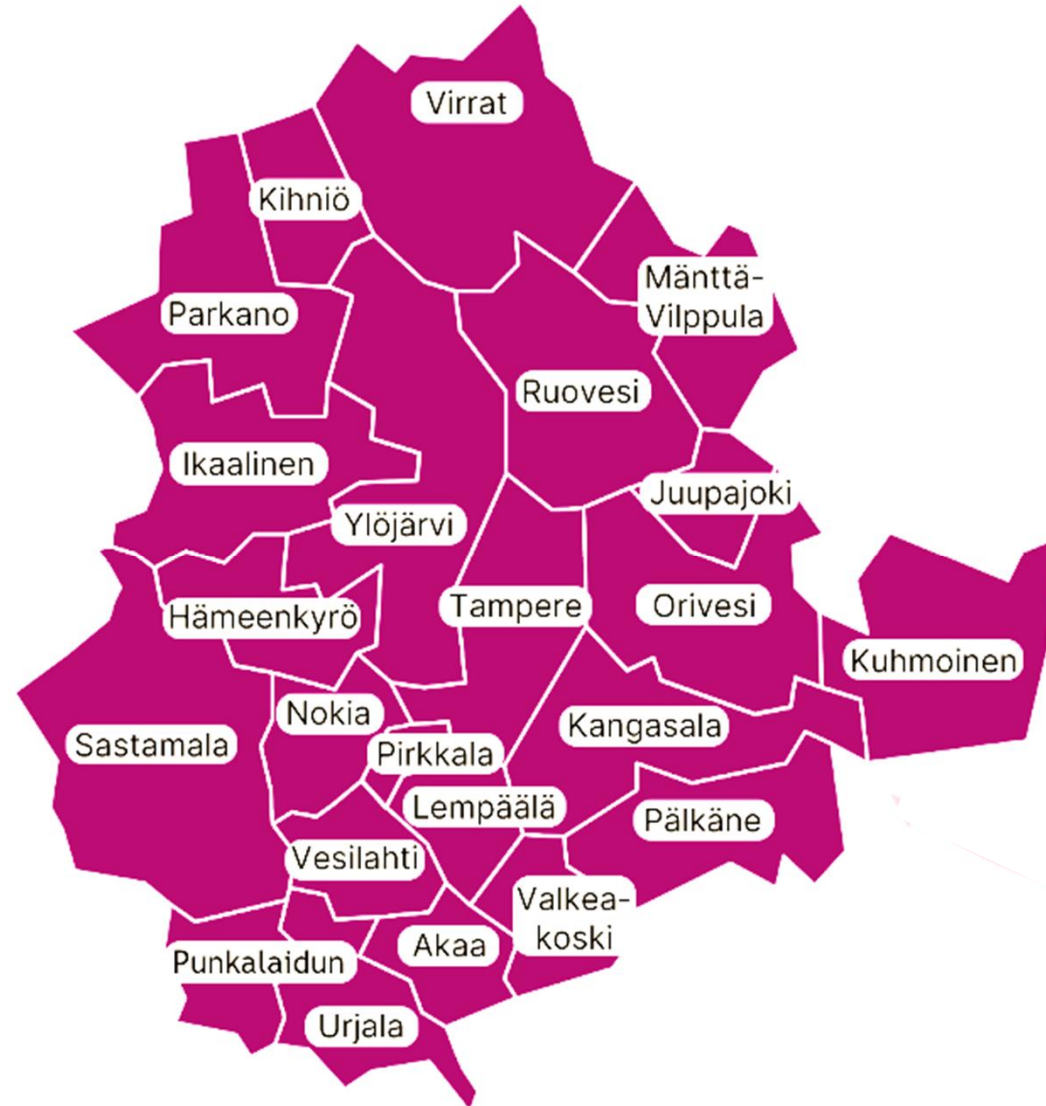 Virrat
Kihniö
Mänttä-
Vilppula
Parkano
Ruovesi
Ikaalinen
Juupajoki
Ylöjärvi
Hämeenkyrö
Tampere
Orivesi
Kuhmoinen
Nokia
Kangasala
Sastamala
Pirkkala
Lempäälä
Pälkäne
Vesilahti
Valkea-
koski
Akaa
Punkalaidun
Urjala